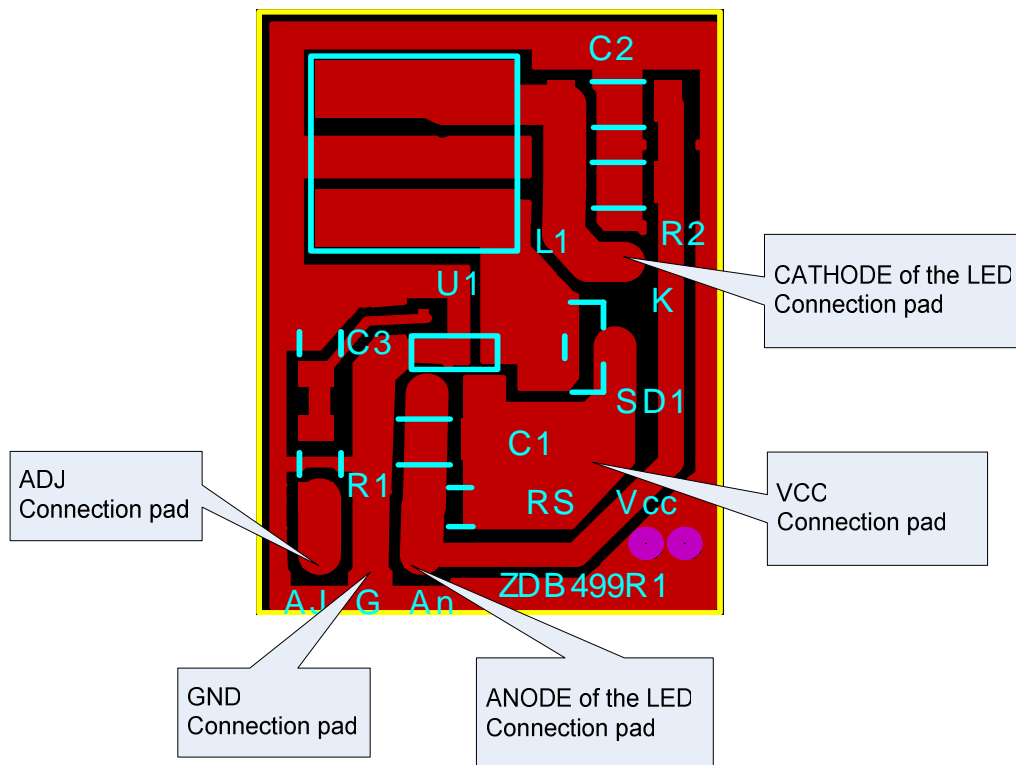 C2
L1
R2
U1
K
CATHODE of the LED
Connection pad
C3
SD1
C1
ADJ
Connection pad
R1
RS
Vcc
VCC
Connection pad
ZDB499R1
AJ
G
An
GND
Connection pad
ANODE of the LED
Connection pad